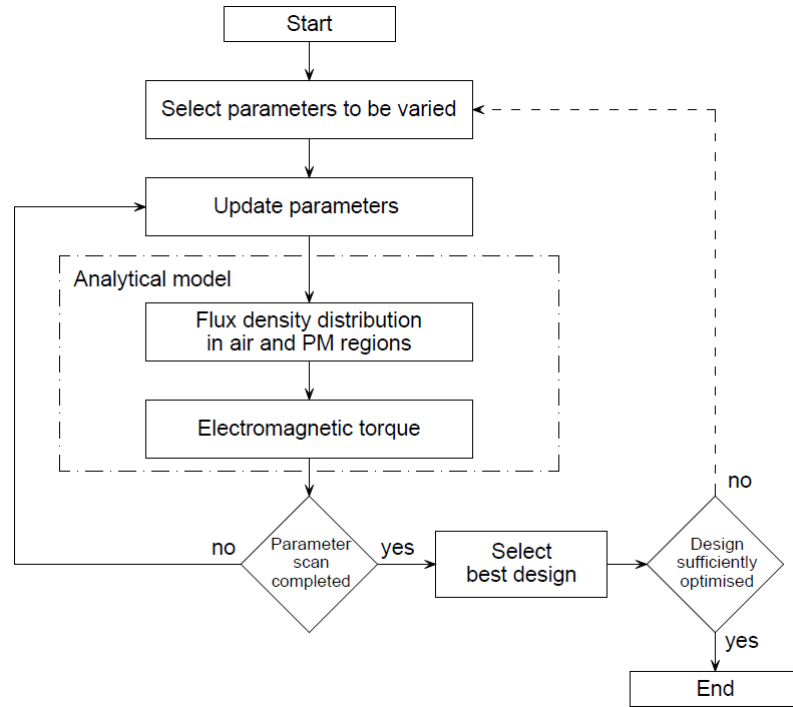 Start
Select parameters to be varied
Update parameters
Analytical model
Flux density distribution
in air and PM regions
Electromagnetic torque
no
Parameter
scan
completed
yes
Select
best design
Design
sufficiently
optimised
no
yes
End